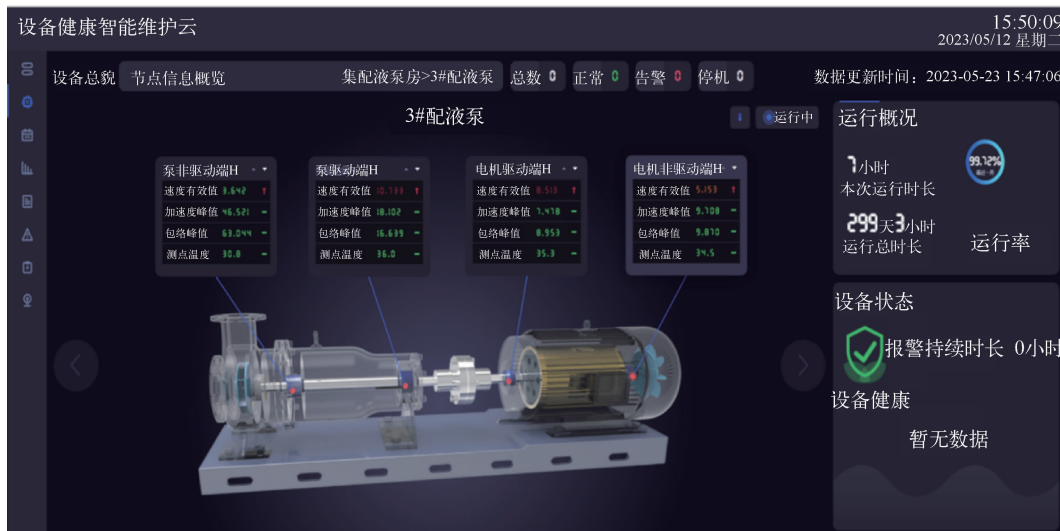 设备健康智能维护云
15:50:09
2023/05/12 星期二
设备总貌 节点信息概览 集配液泵房>3#配液泵 总数 0 正常 0 告警 0 停机 0 数据更新时间：2023-05-23 15:47:06
3#配液泵
运行中
泵非驱动端H
速度有效值 3.642
加速度峰值 46.521
包络峰值 63.044
测点温度 30.8
泵驱动端H
速度有效值 10.733
加速度峰值 18.102
包络峰值 16.639
测点温度 36.0
电机驱动端H
速度有效值 8.513
加速度峰值 7.478
包络峰值 8.953
测点温度 35.3
电机非驱动端H
速度有效值 5.153
加速度峰值 9.708
包络峰值 9.870
测点温度 34.5
运行概况
7小时
本次运行时长
99.72%
299天3小时
运行总时长
运行率
设备状态
报警持续时长 0小时
设备健康
暂无数据